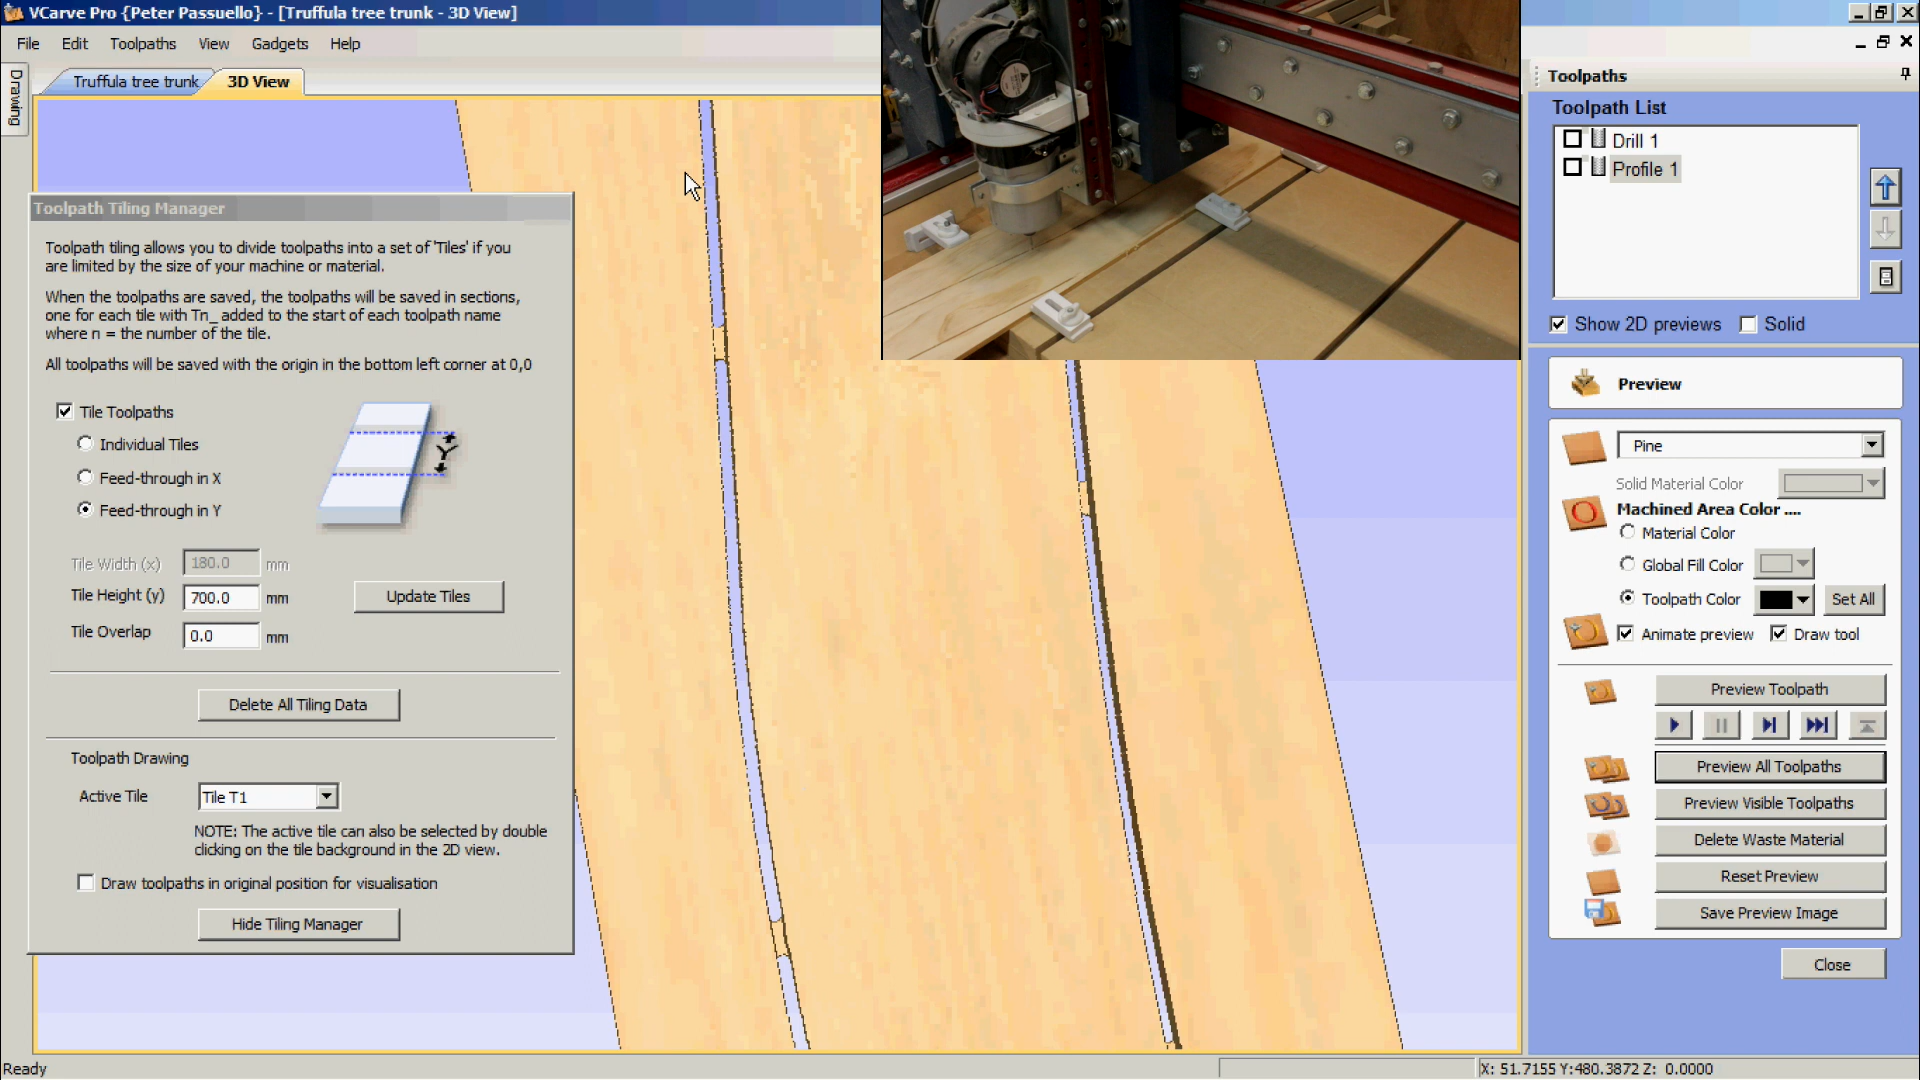 VCarve Pro {Peter Passuello} - [Truffula tree trunk - 3D View]
File Edit Toolpaths View Gadgets Help
Drawing
Truffula tree trunk
3D View
Toolpath Tiling Manager
Toolpath tiling allows you to divide toolpaths into a set of 'Tiles' if you
are limited by the size of your machine or material.
When the toolpaths are saved, the toolpaths will be saved in sections,
one for each tile with Tn_ added to the start of each toolpath name
where n = the number of the tile.
All toolpaths will be saved with the origin in the bottom left corner at 0,0
Tile Toolpaths
Individual Tiles
Feed-through in X
Feed-through in Y
Y
Tile Width (x) 180.0 mm
Tile Height (y) 700.0 mm
Update Tiles
Tile Overlap 0.0 mm
Delete All Tiling Data
Toolpath Drawing
Active Tile Tile T1
NOTE: The active tile can also be selected by double
clicking on the tile background in the 2D view.
Draw toolpaths in original position for visualisation
Hide Tiling Manager
Toolpaths
Toolpath List
Drill 1
Profile 1
Show 2D previews Solid
Preview
Pine
Solid Material Color
Machined Area Color ....
Material Color
Global Fill Color
Toolpath Color Set All
Animate preview Draw tool
Preview Toolpath
Preview All Toolpaths
Preview Visible Toolpaths
Delete Waste Material
Reset Preview
Save Preview Image
Close
Ready
X: 51.7155 Y:480.3872 Z: 0.0000